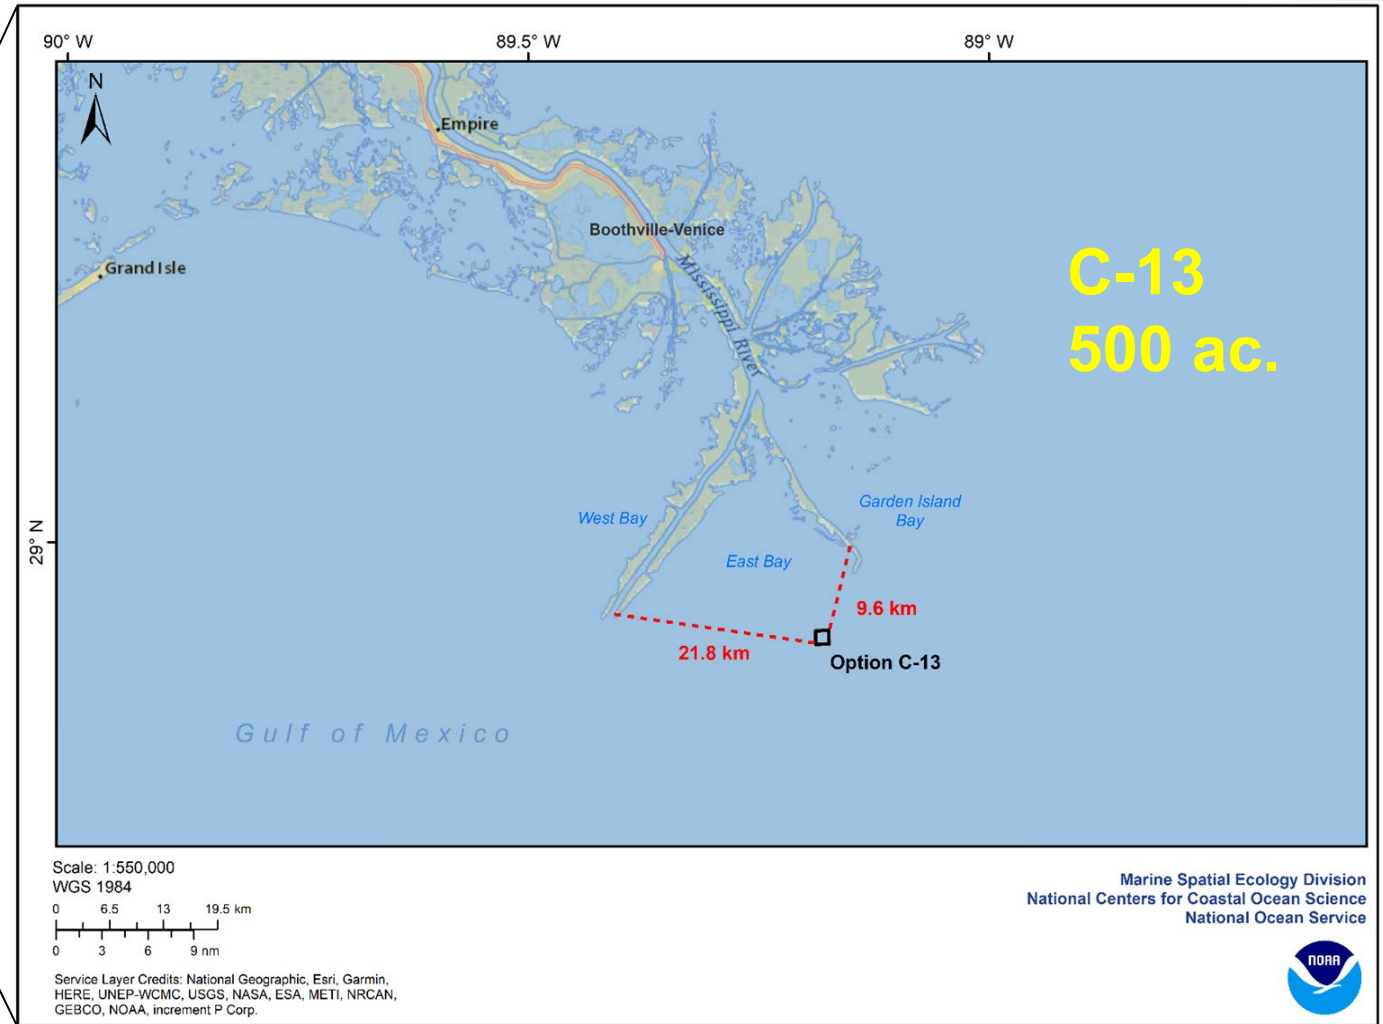 90° W
89.5° W
89° W
N
Empire
Boothville-Venice
Grand Isle
Mississippi River
C-13
500 ac.
West Bay
Garden Island
Bay
29° N
East Bay
9.6 km
21.8 km
Option C-13
Gulf of Mexico
Scale: 1:550,000
WGS 1984
0 6.5 13 19.5 km
0 3 6 9 nm
Service Layer Credits: National Geographic, Esri, Garmin,
HERE, UNEP-WCMC, USGS, NASA, ESA, METI, NRCAN,
GEBCO, NOAA, increment P Corp.
Marine Spatial Ecology Division
National Centers for Coastal Ocean Science
National Ocean Service
NOAA